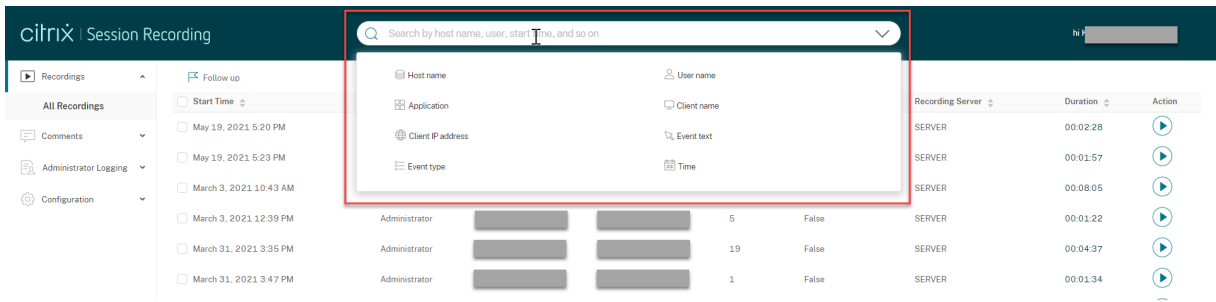 citrix | Session Recording
Search by host name, user, start time, and so on
hi
Recordings
Follow up
Host name
User name
All Recordings
Start Time
Application
Client name
Recording Server
Duration
Action
Comments
May 19, 2021 5:20 PM
Client IP address
Event text
SERVER
00:02:28
Administrator Logging
May 19, 2021 5:23 PM
Event type
Time
SERVER
00:01:57
Configuration
March 3, 2021 10:43 AM
SERVER
00:08:05
March 3, 2021 12:39 PM
Administrator
5
False
SERVER
00:01:22
March 31, 2021 3:35 PM
Administrator
19
False
SERVER
00:04:37
March 31, 2021 3:47 PM
Administrator
1
False
SERVER
00:01:34